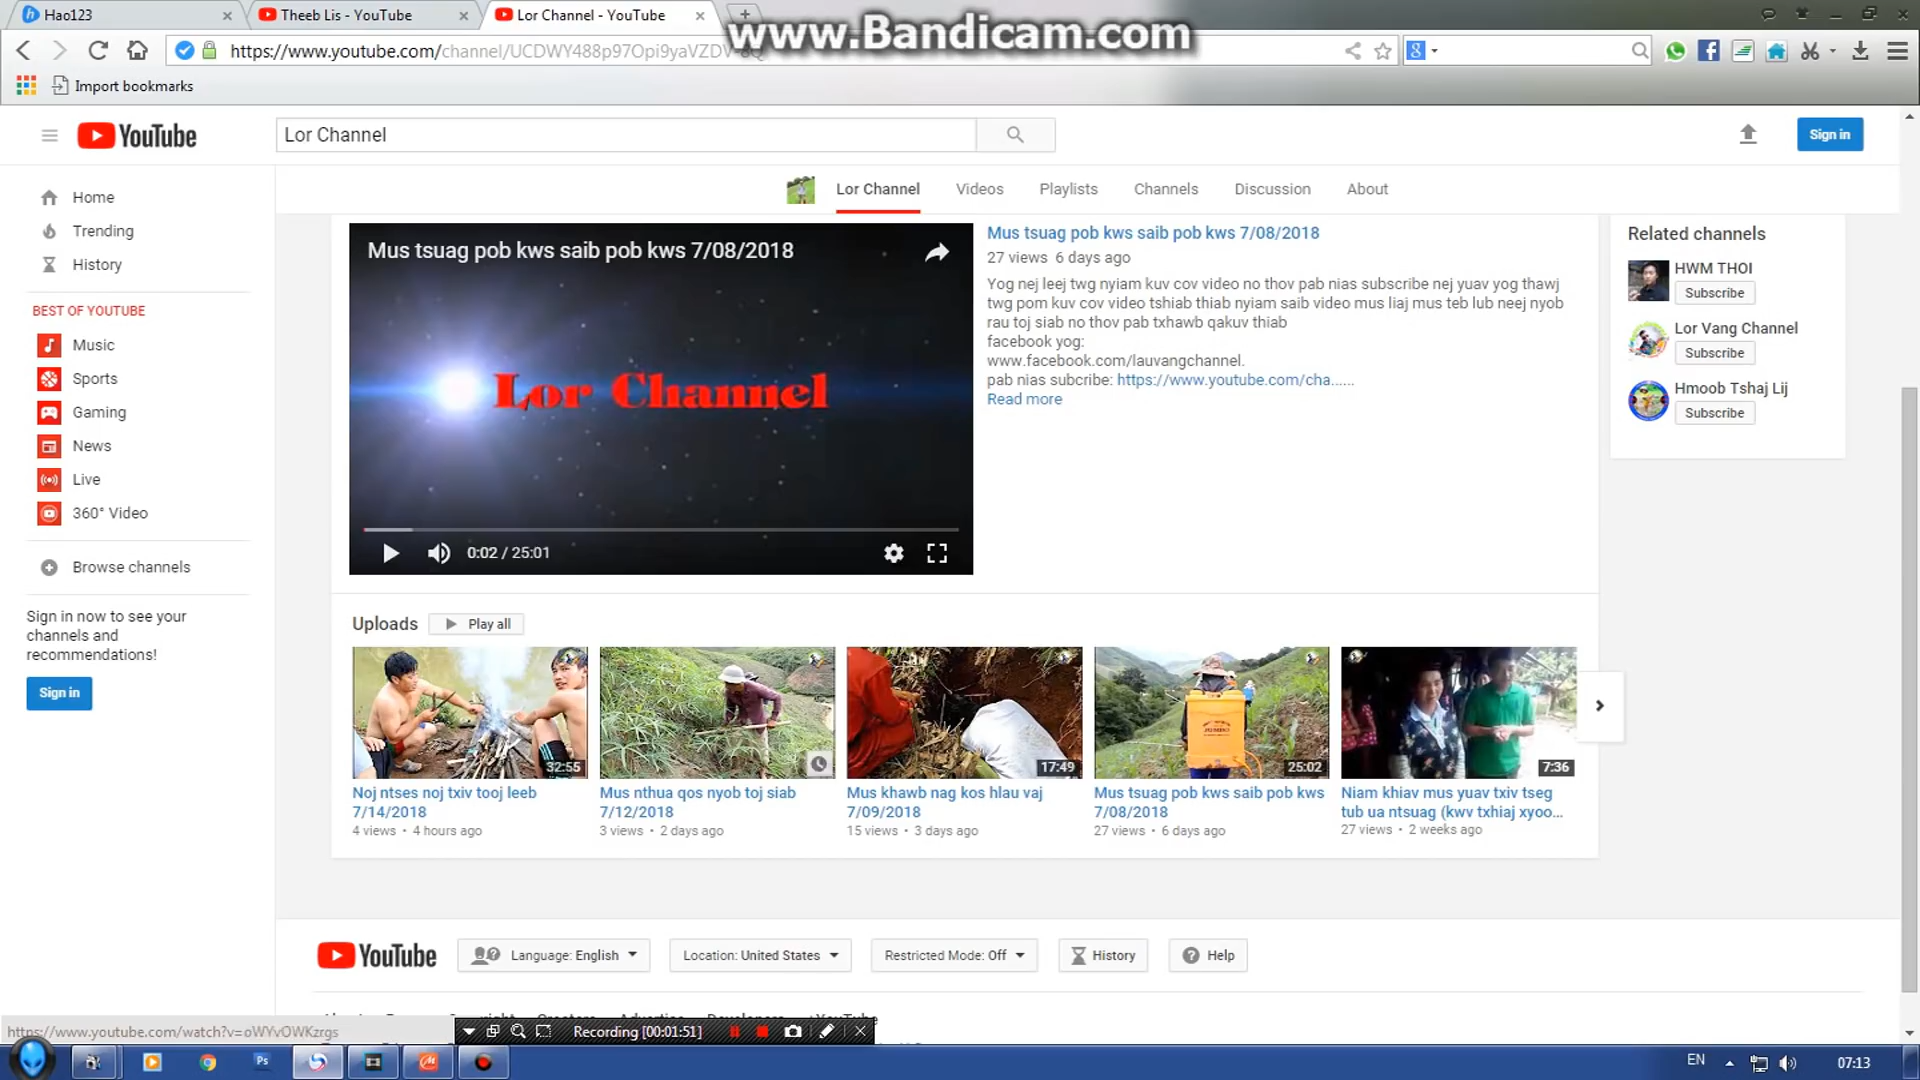 Hao123
Theeb Lis - YouTube
Lor Channel - YouTube
www.Bandicam.com
https://www.youtube.com/channel/UCDWY488p97Opi9yaVZDV-8Q
Import bookmarks
YouTube
Lor Channel
Sign in
Home
Trending
History
BEST OF YOUTUBE
Music
Sports
Gaming
News
Live
360° Video
Browse channels
Sign in now to see your
channels and
recommendations!
Sign in
Lor Channel Videos Playlists Channels Discussion About
Mus tsuag pob kws saib pob kws 7/08/2018
Lor Channel
0:02 / 25:01
Mus tsuag pob kws saib pob kws 7/08/2018
27 views 6 days ago
Yog nej leej twg nyiam kuv cov video no thov pab nias subscribe nej yuav yog thawj
twg pom kuv cov video tshiab thiab nyiam saib video mus liaj mus teb lub neej nyob
rau toj siab no thov pab txhawb qakuv thiab
facebook yog:
www.facebook.com/lauvangchannel.
pab nias subcribe: https://www.youtube.com/cha......
Read more
Related channels
HWM THOI
Subscribe
Lor Vang Channel
Subscribe
Hmoob Tshaj Lij
Subscribe
Uploads Play all
32:55
Noj ntses noj txiv tooj leeb
7/14/2018
4 views • 4 hours ago
Mus nthua qos nyob toj siab
7/12/2018
3 views • 2 days ago
17:49
Mus khawb nag kos hlau vaj
7/09/2018
15 views • 3 days ago
25:02
Mus tsuag pob kws saib pob kws
7/08/2018
27 views • 6 days ago
7:36
Niam khiav mus yuav txiv tseg
tub ua ntsuag (kwv txhiaj xyoo...
27 views • 2 weeks ago
YouTube
Language: English
Location: United States
Restricted Mode: Off
History
Help
https://www.youtube.com/watch?v=oWYvOWKzrgs
Recording [00:01:51]
Ps
EN
07:13